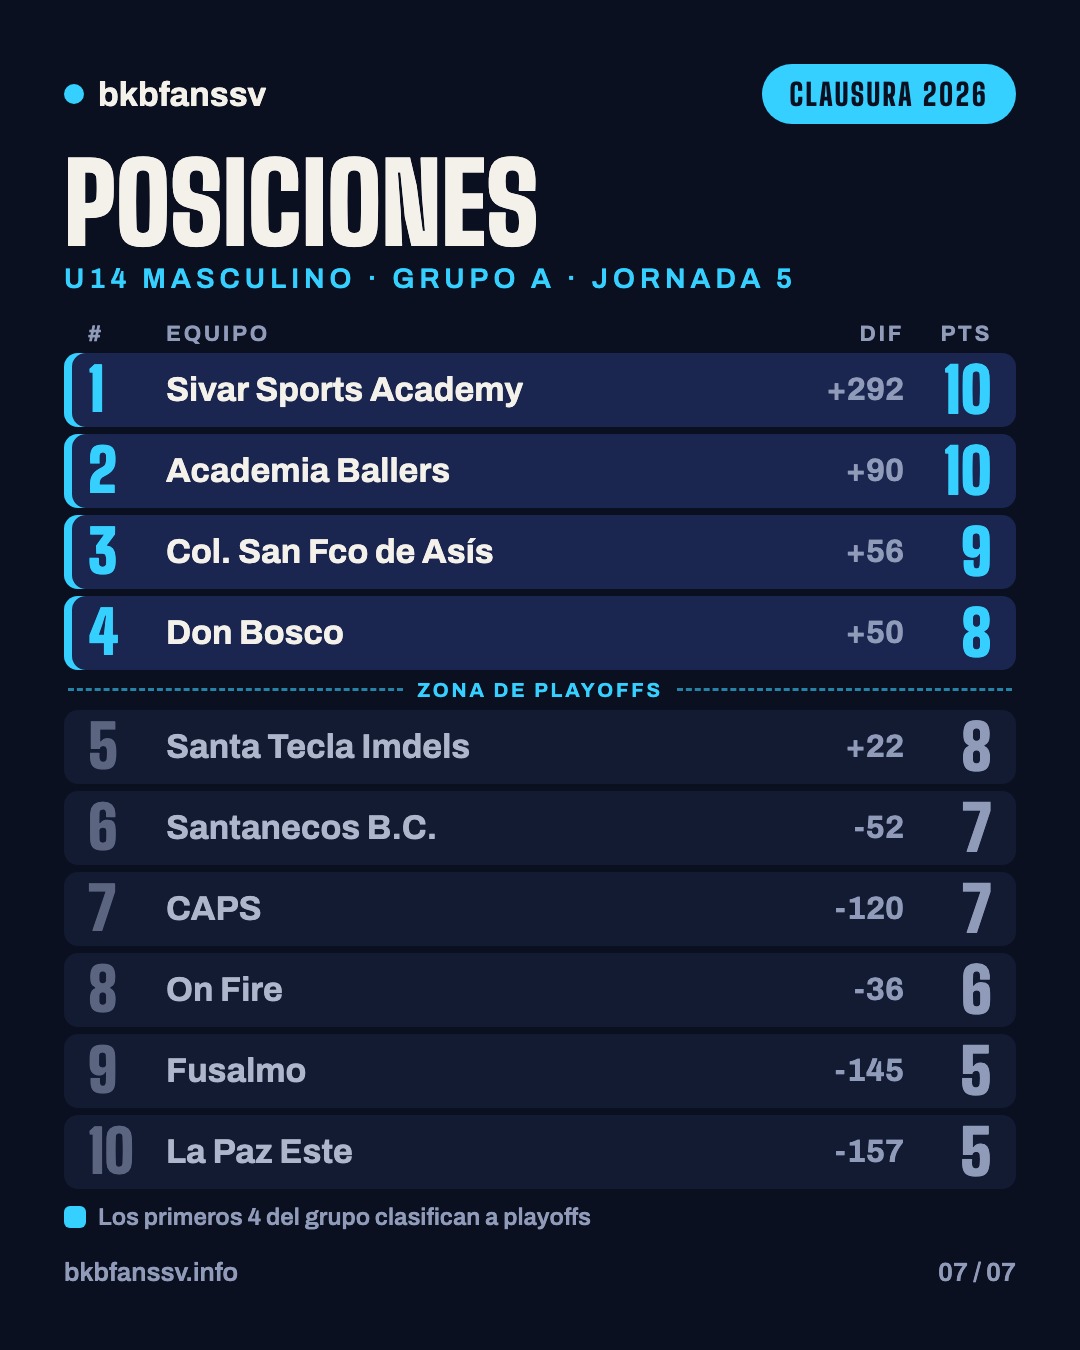 bkbfanssv
CLAUSURA 2026
POSICIONES
U14 MASCULINO · GRUPO A · JORNADA 5
# EQUIPO DIF PTS
1 Sivar Sports Academy +292 10
2 Academia Ballers +90 10
3 Col. San Fco de Asís +56 9
4 Don Bosco +50 8
ZONA DE PLAYOFFS
5 Santa Tecla Imdels +22 8
6 Santanecos B.C. -52 7
7 CAPS -120 7
8 On Fire -36 6
9 Fusalmo -145 5
10 La Paz Este -157 5
Los primeros 4 del grupo clasifican a playoffs
bkbfanssv.info 07 / 07